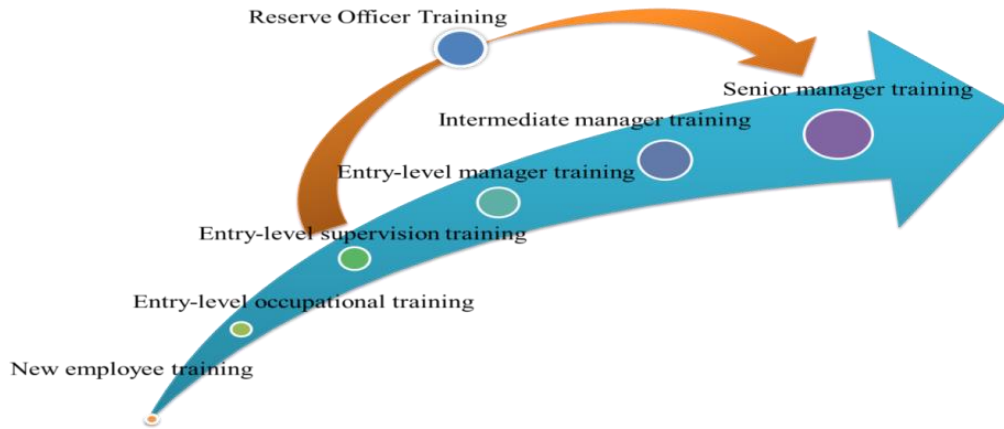 Reserve Officer Training
Senior manager training
Intermediate manager training
Entry-level manager training
Entry-level supervision training
Entry-level occupational training
New employee training